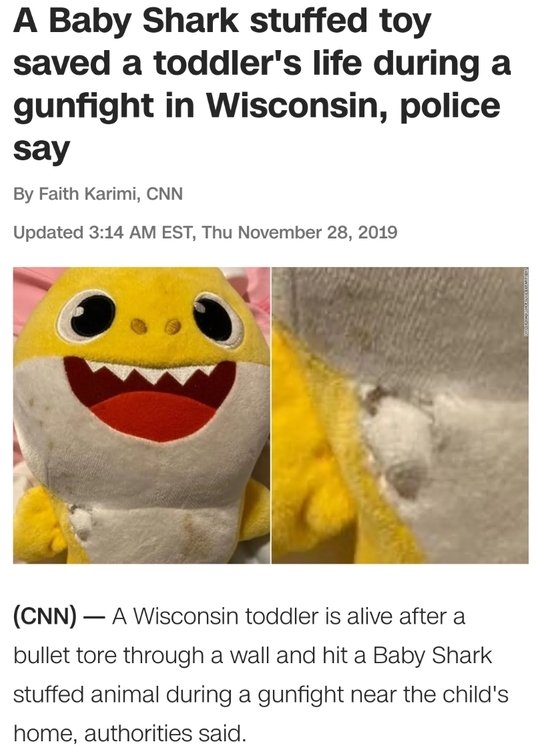 A Baby Shark stuffed toy
saved a toddler's life during a
gunfight in Wisconsin, police
say
By Faith Karimi, CNN
Updated 3:14 AM EST, Thu November 28, 2019
(CNN) — A Wisconsin toddler is alive after a
bullet tore through a wall and hit a Baby Shark
stuffed animal during a gunfight near the child's
home, authorities said.